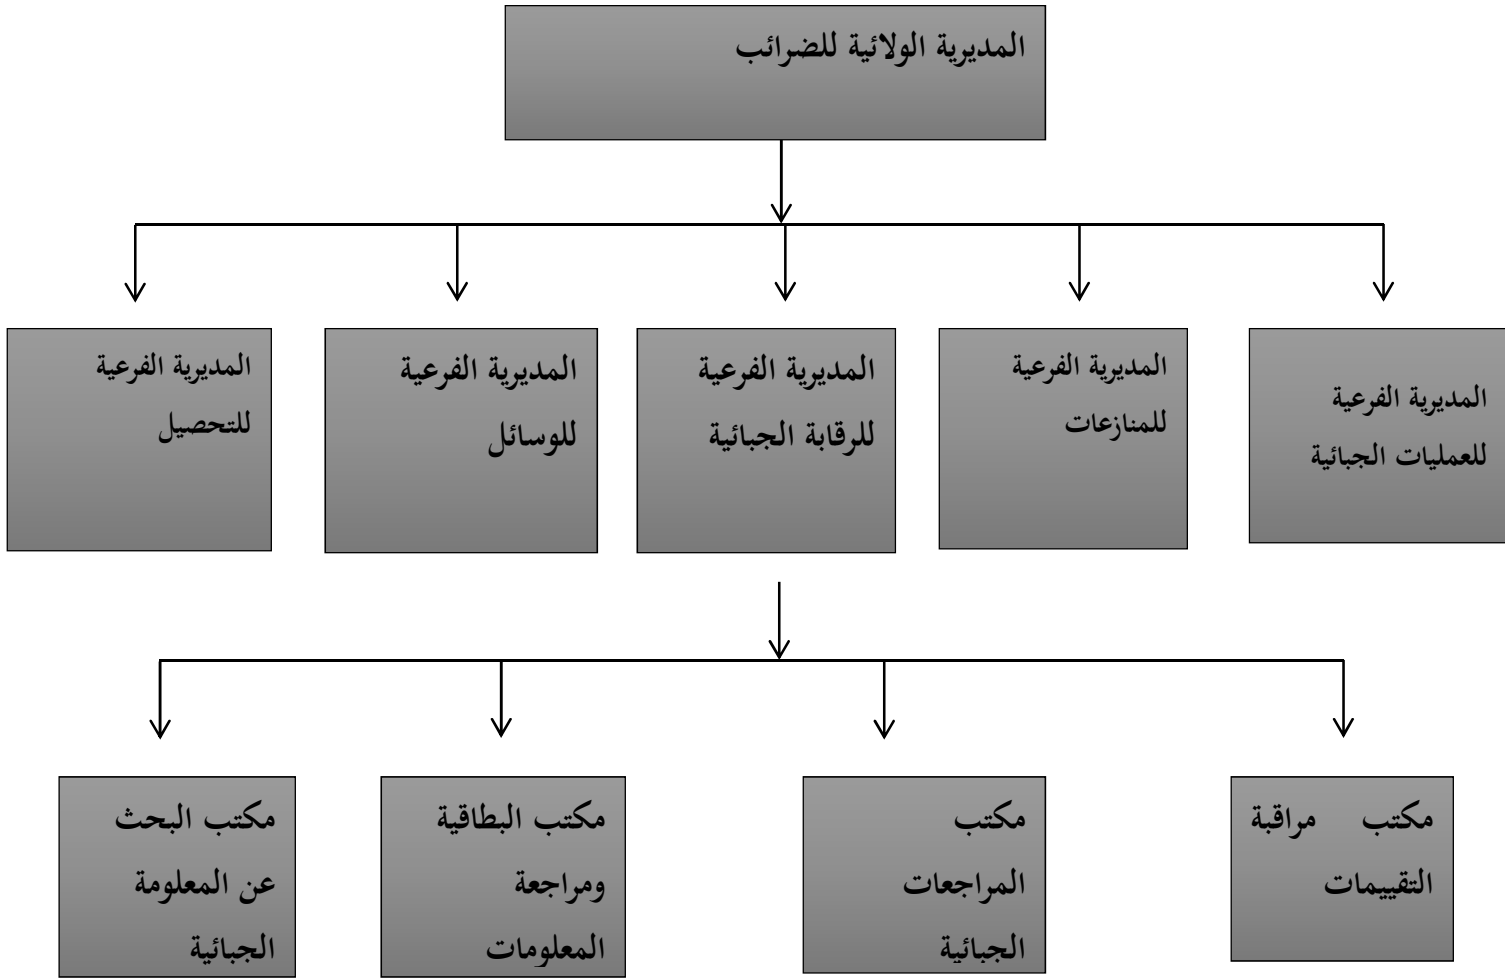 المديرية الولائية للضرائب
المديرية الفرعية
للعمليات الجبائية
المديرية الفرعية
للمنازعات
المديرية الفرعية
للرقابة الجبائية
المديرية الفرعية
للوسائل
المديرية الفرعية
للتحصيل
مكتب مراقبة
التقييمات
مكتب
المراجعات
الجبائية
مكتب البطاقية
ومراجعة
المعلومات
مكتب البحث
عن المعلومة
الجبائية